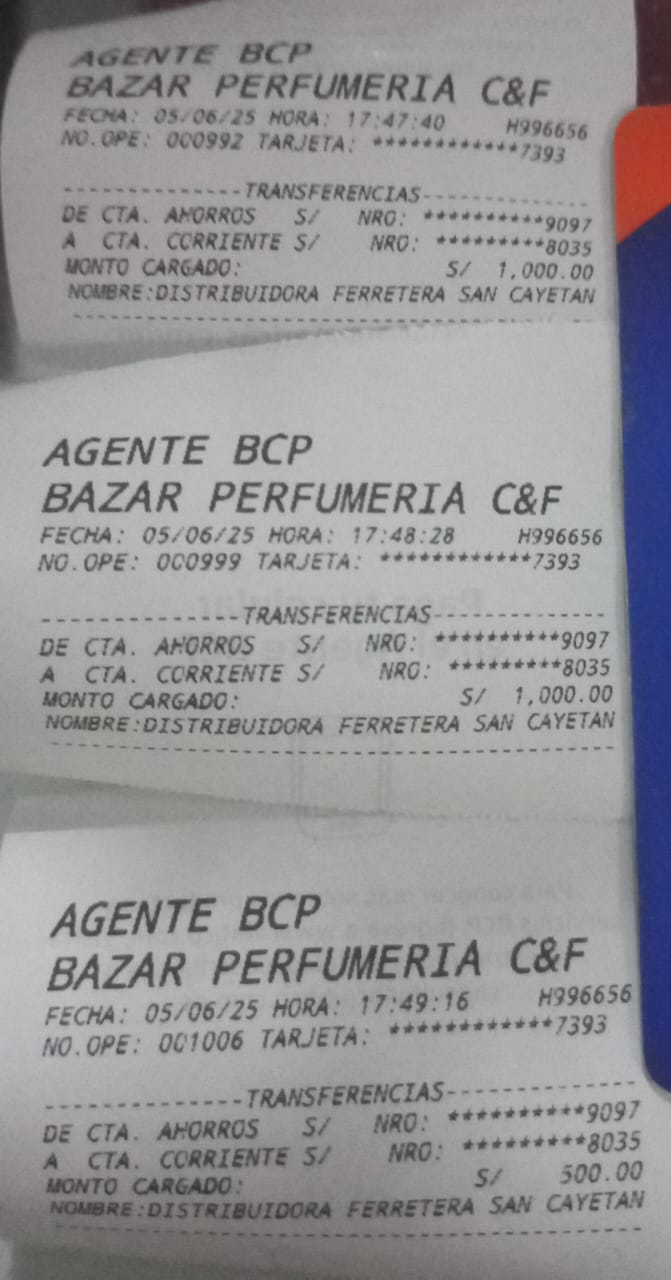 AGENTE BCP
BAZAR PERFUMERIA C&F
FECHA: 05/06/25 HORA: 17:47:40 H996656
NO.OPE: 000992 TARJETA: ************7393
--------------TRANSFERENCIAS--------------
DE CTA. AHORROS S/ NRO: **********9097
A CTA. CORRIENTE S/ NRO: *********8035
MONTO CARGADO: S/ 1,000.00
NOMBRE:DISTRIBUIDORA FERRETERA SAN CAYETAN
AGENTE BCP
BAZAR PERFUMERIA C&F
FECHA: 05/06/25 HORA: 17:48:28 H996656
NO.OPE: 000999 TARJETA: ************7393
--------------TRANSFERENCIAS--------------
DE CTA. AHORROS S/ NRO: **********9097
A CTA. CORRIENTE S/ NRO: *********8035
MONTO CARGADO: S/ 1,000.00
NOMBRE:DISTRIBUIDORA FERRETERA SAN CAYETAN
AGENTE BCP
BAZAR PERFUMERIA C&F
FECHA: 05/06/25 HORA: 17:49:16 H996656
NO.OPE: 001006 TARJETA: ************7393
--------------TRANSFERENCIAS--------------
DE CTA. AHORROS S/ NRO: **********9097
A CTA. CORRIENTE S/ NRO: *********8035
MONTO CARGADO: S/ 500.00
NOMBRE:DISTRIBUIDORA FERRETERA SAN CAYETAN